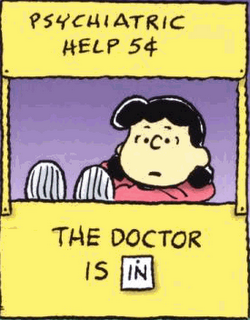 PSYCHIATRIC
HELP 5¢
THE DOCTOR
IS IN